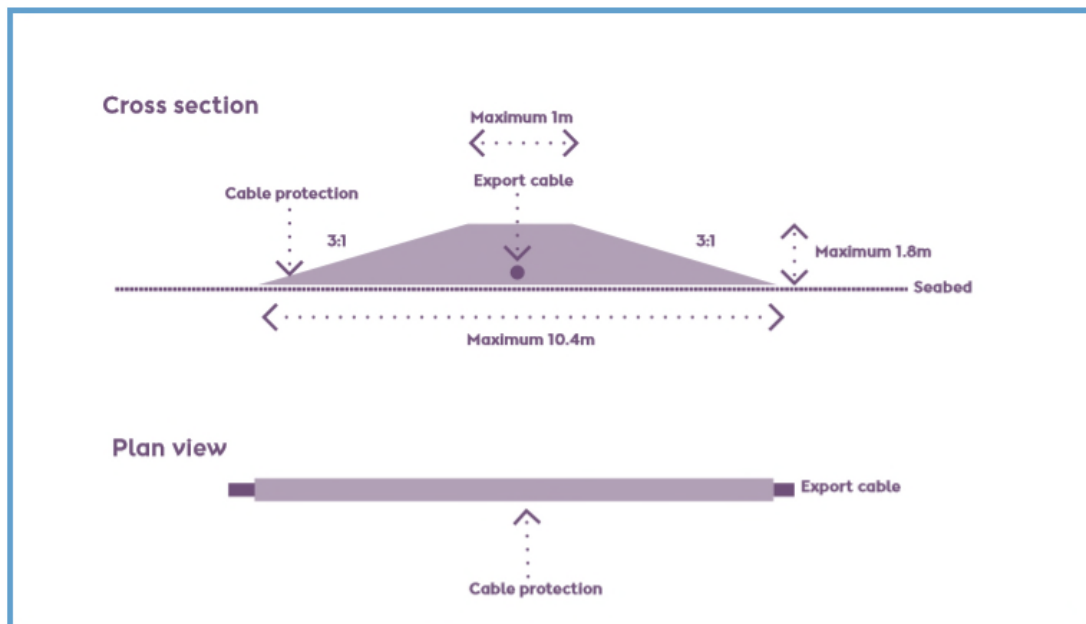 Cross section
Maximum 1m
Export cable
Cable protection
3:1
3:1
Maximum 1.8m
Seabed
Maximum 10.4m
Plan view
Export cable
Cable protection